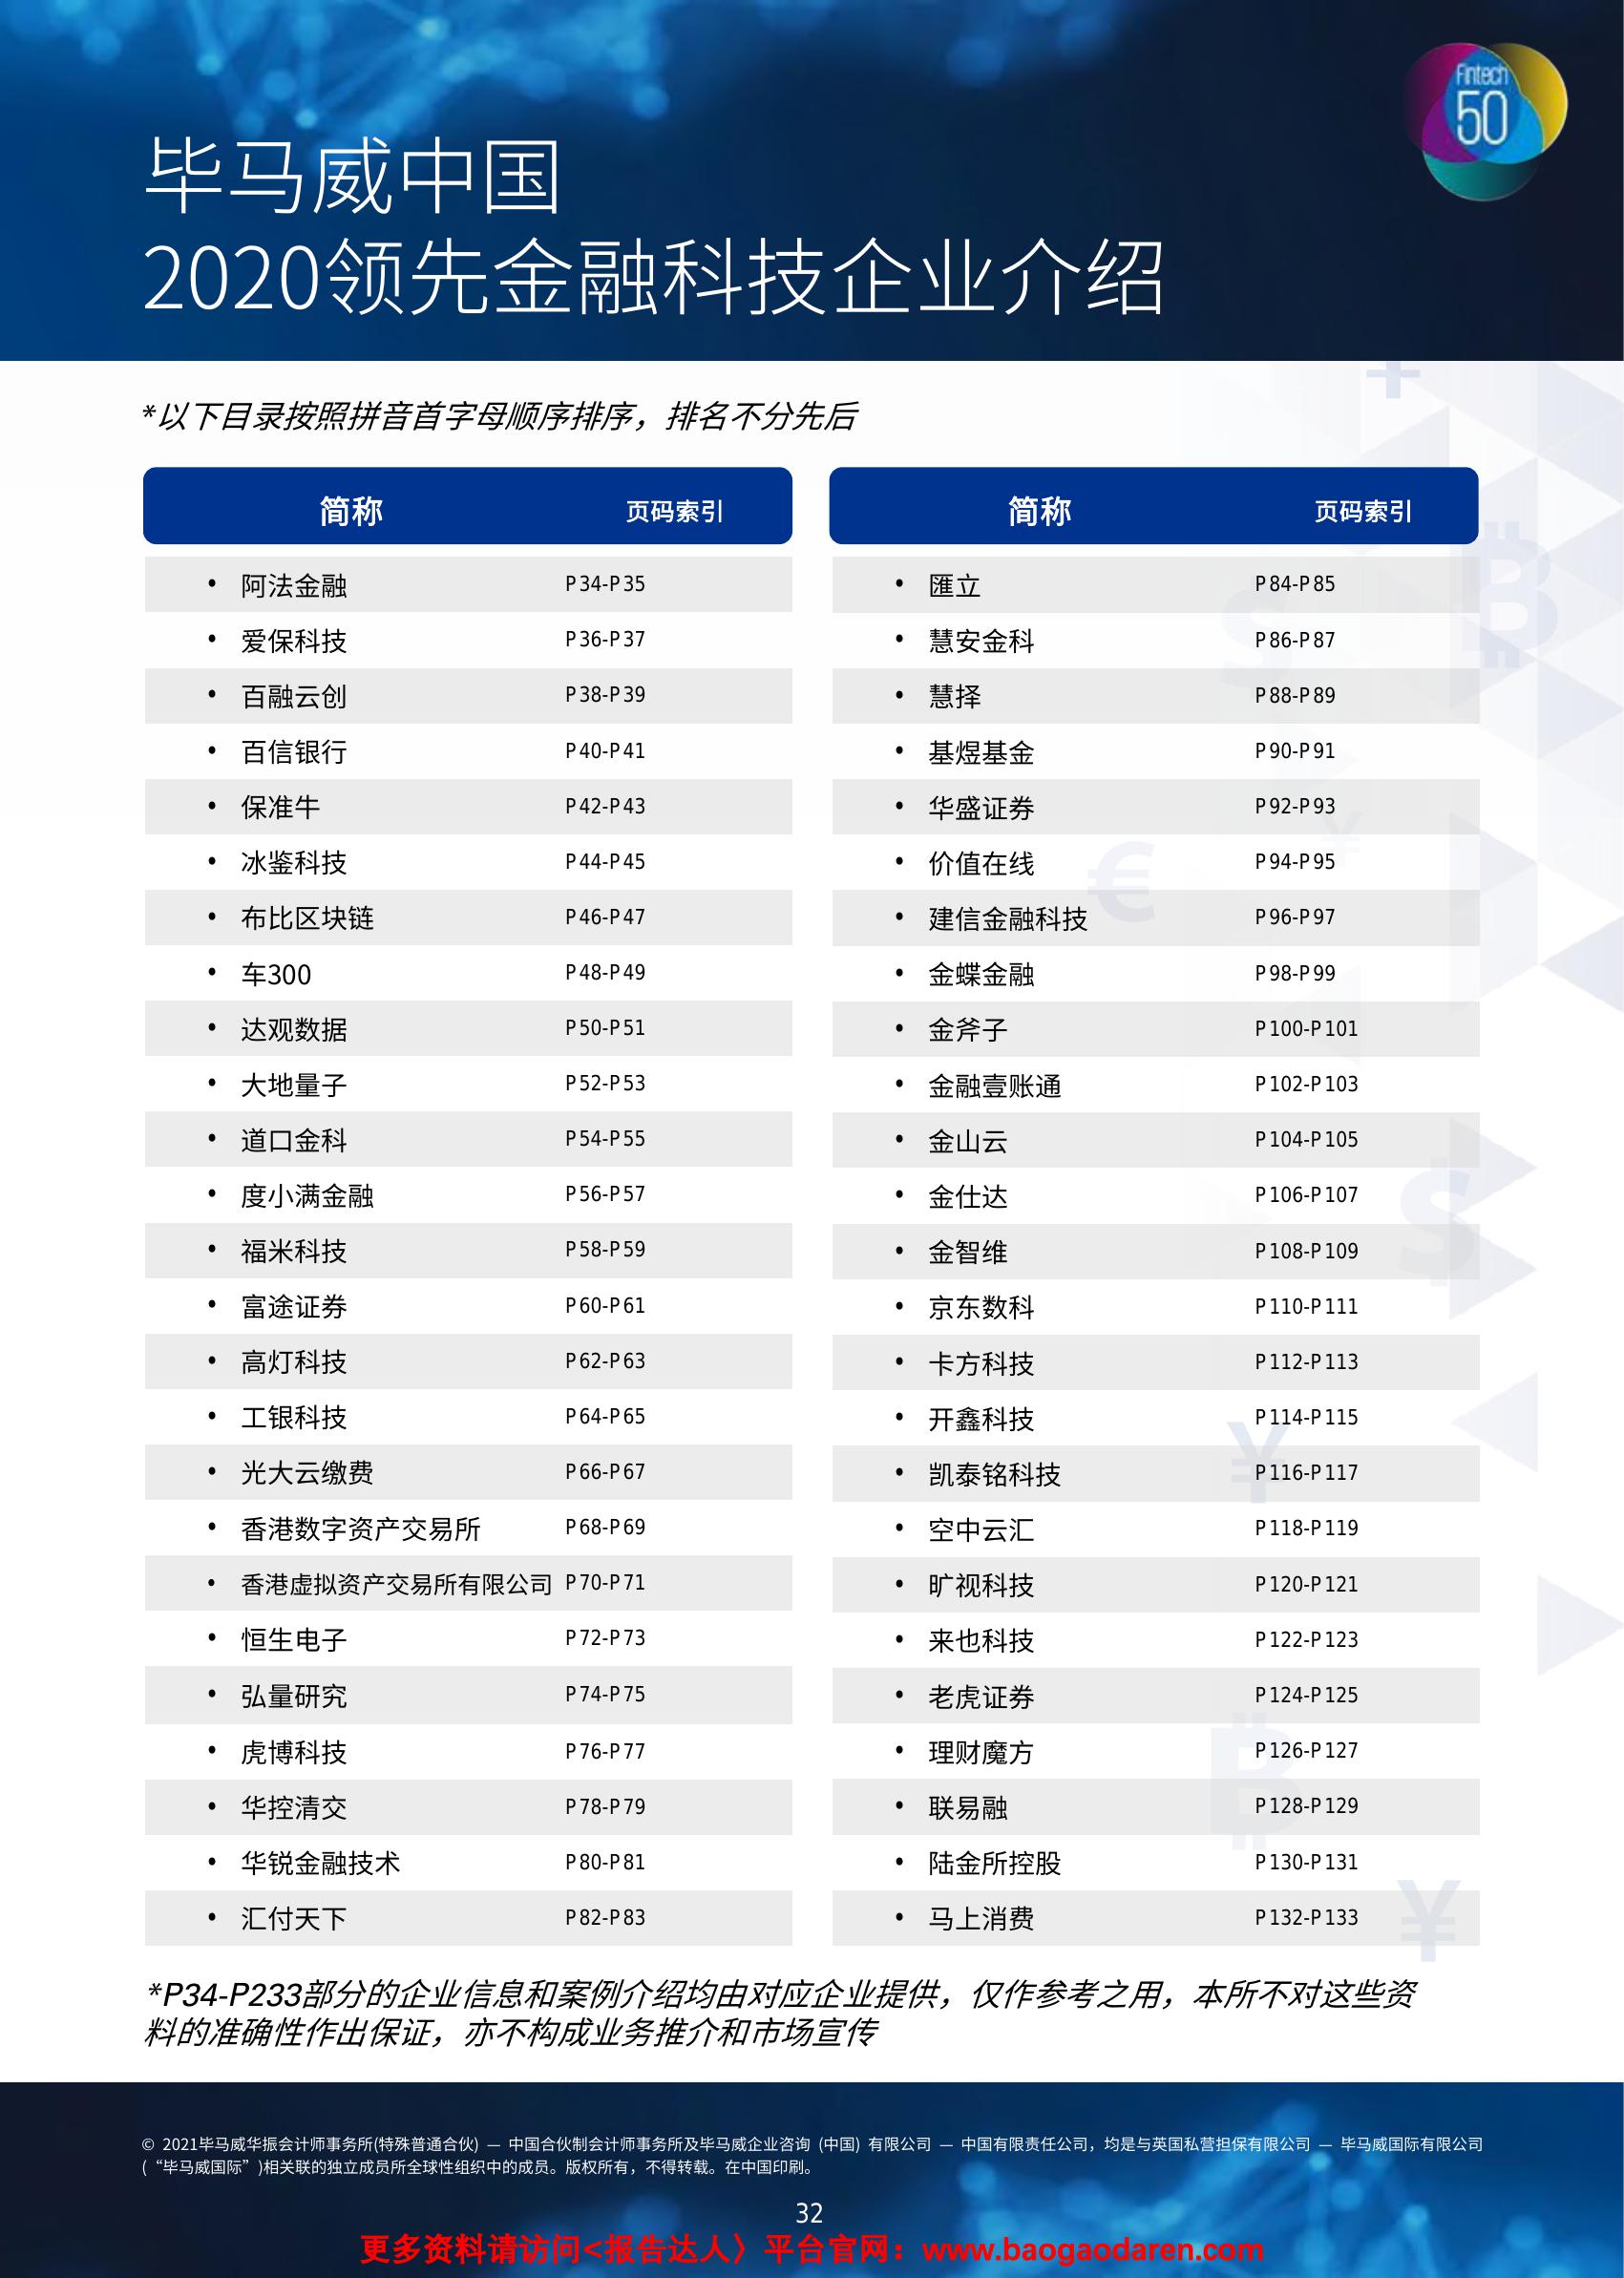 Fintech
50
毕马威中国
2020领先金融科技企业介绍
*以下目录按照拼音首字母顺序排序，排名不分先后
简称 页码索引
• 阿法金融 P34-P35
• 爱保科技 P36-P37
• 百融云创 P38-P39
• 百信银行 P40-P41
• 保准牛 P42-P43
• 冰鉴科技 P44-P45
• 布比区块链 P46-P47
• 车300 P48-P49
• 达观数据 P50-P51
• 大地量子 P52-P53
• 道口金科 P54-P55
• 度小满金融 P56-P57
• 福米科技 P58-P59
• 富途证券 P60-P61
• 高灯科技 P62-P63
• 工银科技 P64-P65
• 光大云缴费 P66-P67
• 香港数字资产交易所 P68-P69
• 香港虚拟资产交易所有限公司 P70-P71
• 恒生电子 P72-P73
• 弘量研究 P74-P75
• 虎博科技 P76-P77
• 华控清交 P78-P79
• 华锐金融技术 P80-P81
• 汇付天下 P82-P83
简称 页码索引
• 匯立 P84-P85
• 慧安金科 P86-P87
• 慧择 P88-P89
• 基煜基金 P90-P91
• 华盛证券 P92-P93
• 价值在线 P94-P95
• 建信金融科技 P96-P97
• 金蝶金融 P98-P99
• 金斧子 P100-P101
• 金融壹账通 P102-P103
• 金山云 P104-P105
• 金仕达 P106-P107
• 金智维 P108-P109
• 京东数科 P110-P111
• 卡方科技 P112-P113
• 开鑫科技 P114-P115
• 凯泰铭科技 P116-P117
• 空中云汇 P118-P119
• 旷视科技 P120-P121
• 来也科技 P122-P123
• 老虎证券 P124-P125
• 理财魔方 P126-P127
• 联易融 P128-P129
• 陆金所控股 P130-P131
• 马上消费 P132-P133
*P34-P233部分的企业信息和案例介绍均由对应企业提供，仅作参考之用，本所不对这些资
料的准确性作出保证，亦不构成业务推介和市场宣传
© 2021毕马威华振会计师事务所(特殊普通合伙) — 中国合伙制会计师事务所及毕马威企业咨询 (中国) 有限公司 — 中国有限责任公司，均是与英国私营担保有限公司 — 毕马威国际有限公司
(“毕马威国际”)相关联的独立成员所全球性组织中的成员。版权所有，不得转载。在中国印刷。
32
更多资料请访问<报告达人〉平台官网：www.baogaodaren.com